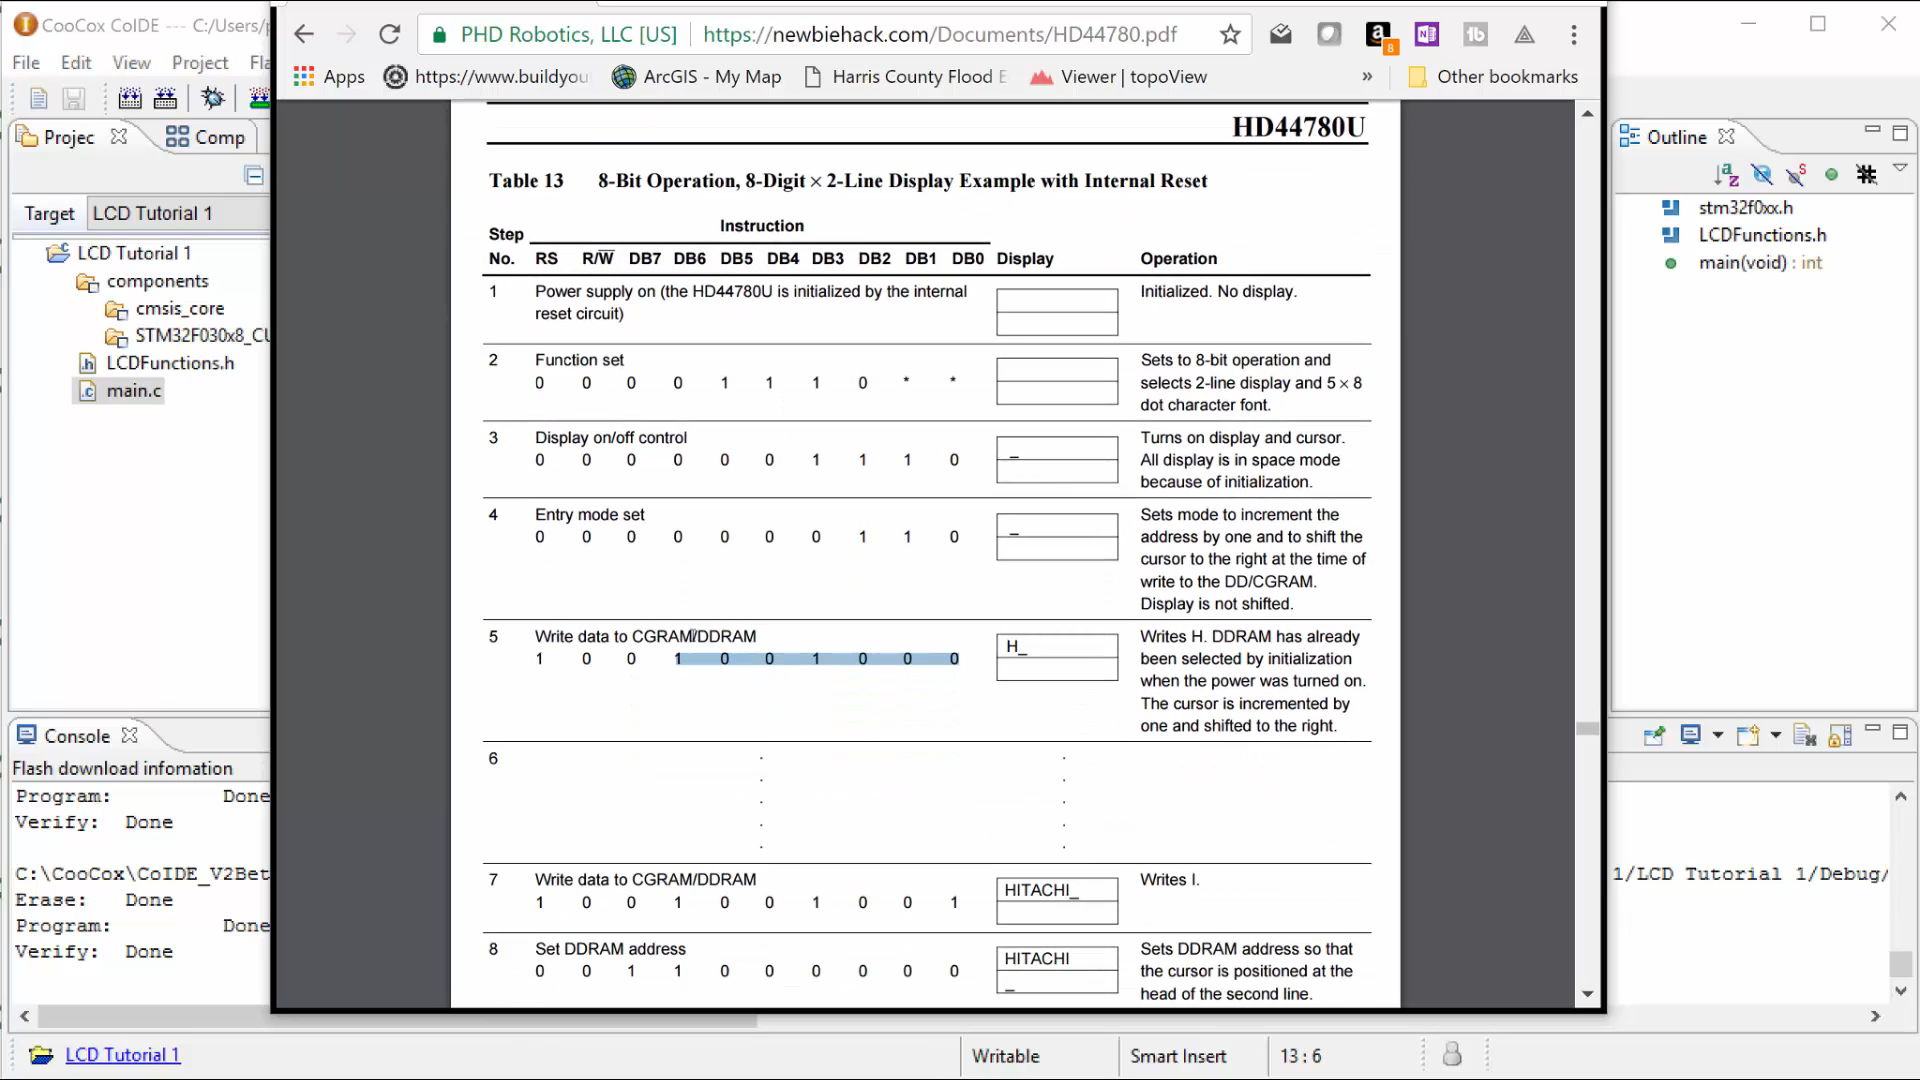 CooCox CoIDE --- C:/Users/p
PHD Robotics, LLC [US] https://newbiehack.com/Documents/HD44780.pdf
8
File Edit View Project Fla
Apps https://www.buildyou ArcGIS - My Map Harris County Flood E Viewer | topoView » Other bookmarks
Projec Comp
Target LCD Tutorial 1
LCD Tutorial 1
components
cmsis_core
STM32F030x8_CU
LCDFunctions.h
main.c
HD44780U
Table 13 8-Bit Operation, 8-Digit × 2-Line Display Example with Internal Reset
Instruction
Step
No. RS R/W̅ DB7 DB6 DB5 DB4 DB3 DB2 DB1 DB0 Display Operation
1 Power supply on (the HD44780U is initialized by the internal Initialized. No display.
reset circuit)
2 Function set Sets to 8-bit operation and
0 0 0 0 1 1 1 0 * * selects 2-line display and 5 × 8
dot character font.
3 Display on/off control Turns on display and cursor.
0 0 0 0 0 0 1 1 1 0 _ All display is in space mode
because of initialization.
4 Entry mode set Sets mode to increment the
0 0 0 0 0 0 0 1 1 0 _ address by one and to shift the
cursor to the right at the time of
write to the DD/CGRAM.
Display is not shifted.
5 Write data to CGRAM/DDRAM H_ Writes H. DDRAM has already
1 0 0 1 0 0 1 0 0 0 been selected by initialization
when the power was turned on.
The cursor is incremented by
one and shifted to the right.
6
7 Write data to CGRAM/DDRAM HITACHI_ Writes I.
1 0 0 1 0 0 1 0 0 1
8 Set DDRAM address HITACHI Sets DDRAM address so that
0 0 1 1 0 0 0 0 0 0 _ the cursor is positioned at the
head of the second line.
Outline
stm32f0xx.h
LCDFunctions.h
main(void) : int
Console
Flash download infomation
Program: Done
Verify: Done
C:\CooCox\CoIDE_V2Bet 1/LCD Tutorial 1/Debug/
Erase: Done
Program: Done
Verify: Done
LCD Tutorial 1 Writable Smart Insert 13 : 6